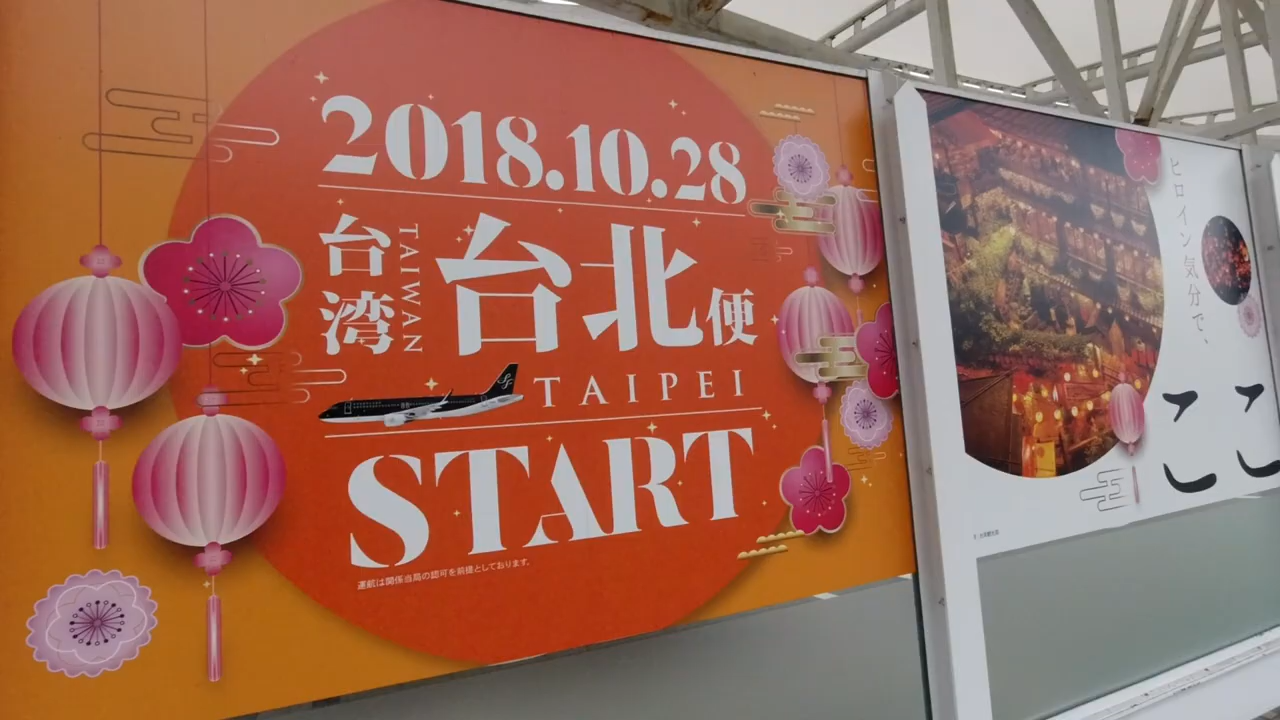 2018.10.28
台湾
TAIWAN
台北便
TAIPEI
START
運航は関係当局の認可を前提としております。
ヒロイン気分で、
ここ